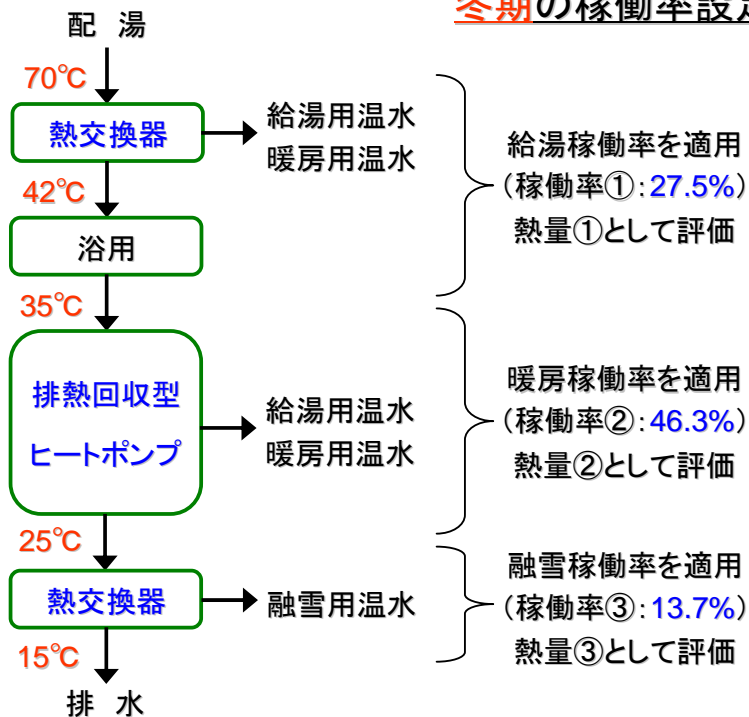 冬期の稼働率設定
配 湯
70℃
熱交換器
給湯用温水
暖房用温水
給湯稼働率を適用
(稼働率①:27.5%)
熱量①として評価
42℃
浴用
35℃
排熱回収型
ヒートポンプ
給湯用温水
暖房用温水
暖房稼働率を適用
(稼働率②:46.3%)
熱量②として評価
25℃
熱交換器
融雪用温水
融雪稼働率を適用
(稼働率③:13.7%)
熱量③として評価
15℃
排 水